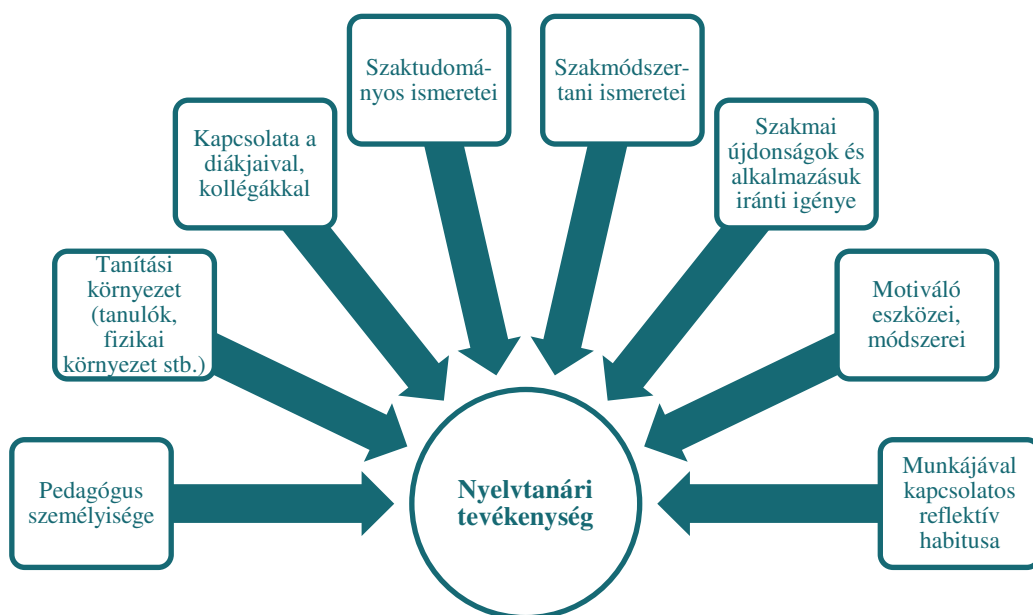 Szaktudomá-
nyos ismeretei
Szakmódszer-
tani ismeretei
Kapcsolata a
diákjaival,
kollégákkal
Szakmai
újdonságok és
alkalmazásuk
iránti igénye
Tanítási
környezet
(tanulók,
fizikai
környezet stb.)
Motiváló
eszközei,
módszerei
Pedagógus
személyisége
Nyelvtanári
tevékenység
Munkájával
kapcsolatos
reflektív
habitusa